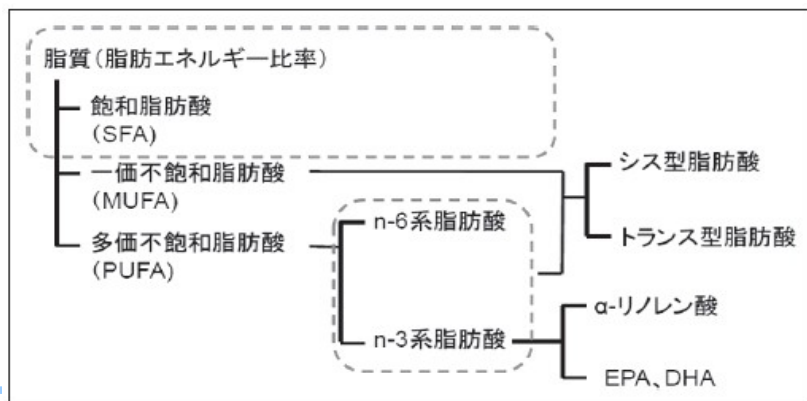 脂質(脂肪エネルギー比率)
飽和脂肪酸
(SFA)
一価不飽和脂肪酸
(MUFA)
多価不飽和脂肪酸
(PUFA)
n-6系脂肪酸
n-3系脂肪酸
シス型脂肪酸
トランス型脂肪酸
α-リノレン酸
EPA、DHA